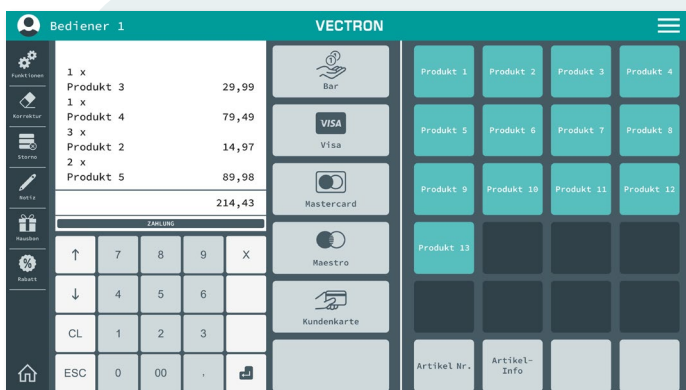 Bediener 1
VECTRON
Funktionen
Korrektur
Storno
Notiz
Hausbon
Rabatt
1 x
Produkt 3 29,99
1 x
Produkt 4 79,49
3 x
Produkt 2 14,97
2 x
Produkt 5 89,98
214,43
ZAHLUNG
↑ 7 8 9 X
↓ 4 5 6
CL 1 2 3
ESC 0 00 ,
Bar
VISA
Visa
Mastercard
Maestro
Kundenkarte
Produkt 1 Produkt 2 Produkt 3 Produkt 4
Produkt 5 Produkt 6 Produkt 7 Produkt 8
Produkt 9 Produkt 10 Produkt 11 Produkt 12
Produkt 13
Artikel Nr.
Artikel-
Info